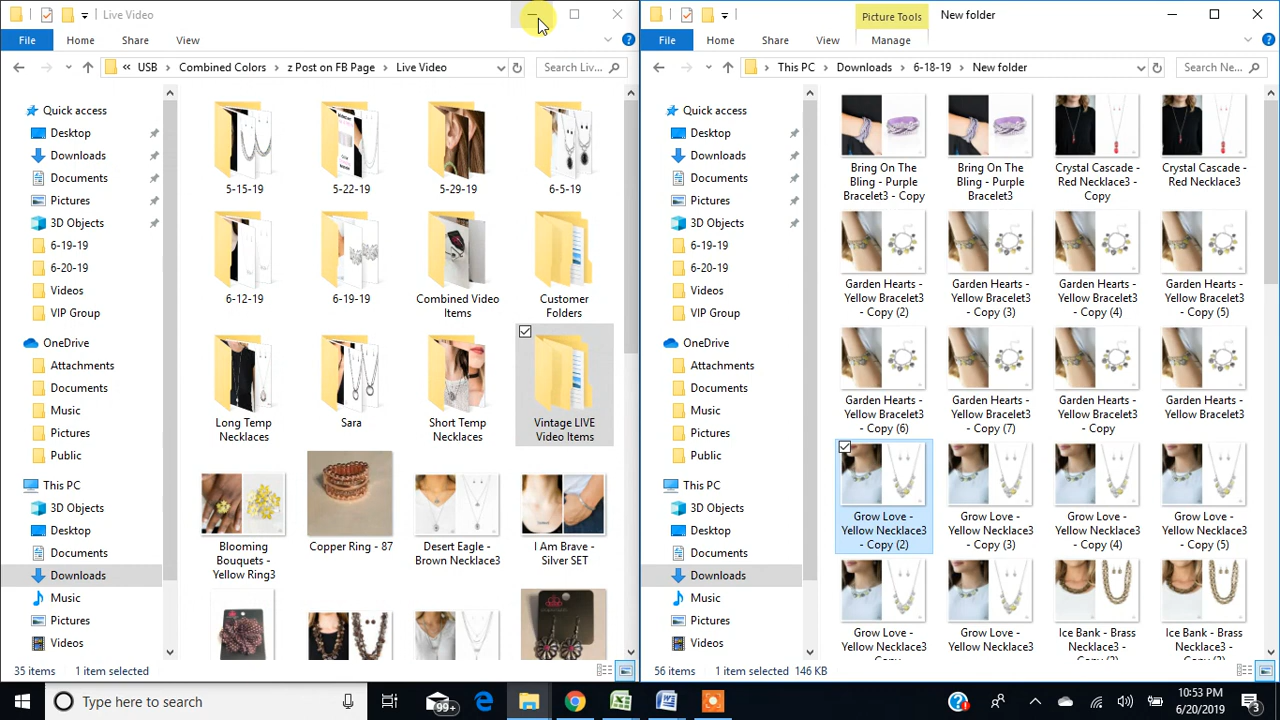 Live Video
File Home Share View
« USB > Combined Colors > z Post on FB Page > Live Video
Search Liv...
Quick access
Desktop
Downloads
Documents
Pictures
3D Objects
6-19-19
6-20-19
Videos
VIP Group
OneDrive
Attachments
Documents
Music
Pictures
Public
This PC
3D Objects
Desktop
Documents
Downloads
Music
Pictures
Videos
5-15-19 5-22-19 5-29-19 6-5-19
6-12-19
6-19-19
Combined Video
Items
Customer
Folders
Long Temp
Necklaces
Sara
Short Temp
Necklaces
Vintage LIVE
Video Items
Blooming
Bouquets -
Yellow Ring3
Copper Ring - 87
Desert Eagle -
Brown Necklace3
I Am Brave -
Silver SET
35 items 1 item selected
Picture Tools New folder
File Home Share View Manage
This PC > Downloads > 6-18-19 > New folder
Search Ne...
Quick access
Desktop
Downloads
Documents
Pictures
3D Objects
6-19-19
6-20-19
Videos
VIP Group
OneDrive
Attachments
Documents
Music
Pictures
Public
This PC
3D Objects
Desktop
Documents
Downloads
Music
Pictures
Videos
Bring On The
Bling - Purple
Bracelet3 - Copy
Bring On The
Bling - Purple
Bracelet3
Crystal Cascade -
Red Necklace3 -
Copy
Crystal Cascade -
Red Necklace3
Garden Hearts -
Yellow Bracelet3
- Copy (2)
Garden Hearts -
Yellow Bracelet3
- Copy (3)
Garden Hearts -
Yellow Bracelet3
- Copy (4)
Garden Hearts -
Yellow Bracelet3
- Copy (5)
Garden Hearts -
Yellow Bracelet3
- Copy (6)
Garden Hearts -
Yellow Bracelet3
- Copy (7)
Garden Hearts -
Yellow Bracelet3
- Copy
Garden Hearts -
Yellow Bracelet3
Grow Love -
Yellow Necklace3
- Copy (2)
Grow Love -
Yellow Necklace3
- Copy (3)
Grow Love -
Yellow Necklace3
- Copy (4)
Grow Love -
Yellow Necklace3
- Copy (5)
Grow Love -
Yellow Necklace3
Grow Love -
Yellow Necklace3
Ice Bank - Brass
Ice Bank - Brass
56 items 1 item selected 146 KB
Type here to search
99+
10:53 PM
6/20/2019
3